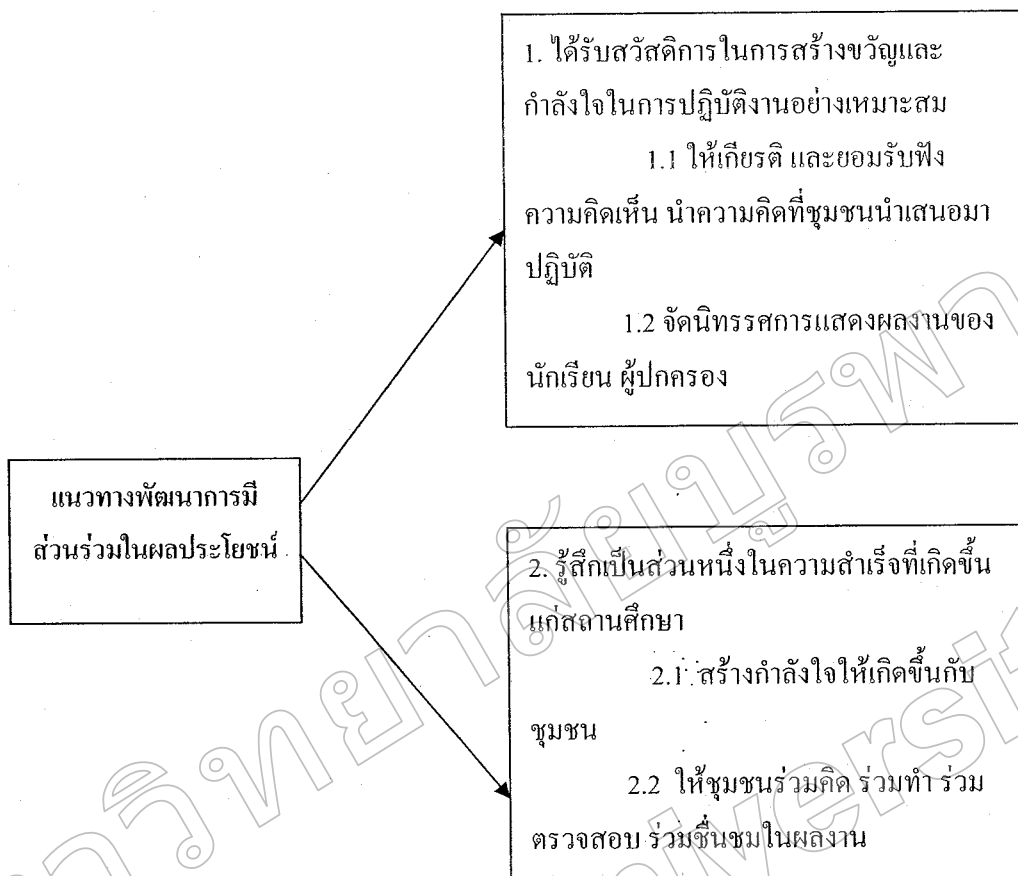 1. ได้รับสวัสดิการในการสร้างขวัญและ
กำลังใจในการปฏิบัติงานอย่างเหมาะสม
1.1 ให้เกียรติ และยอมรับฟัง
ความคิดเห็น นำความคิดที่ชุมชนนำเสนอมา
ปฏิบัติ
1.2 จัดนิทรรศการแสดงผลงานของ
นักเรียน ผู้ปกครอง
แนวทางพัฒนาการมี
ส่วนร่วมในผลประโยชน์
2. รู้สึกเป็นส่วนหนึ่งในความสำเร็จที่เกิดขึ้น
แก่สถานศึกษา
2.1 สร้างกำลังใจให้เกิดขึ้นกับ
ชุมชน
2.2 ให้ชุมชนร่วมคิด ร่วมทำ ร่วม
ตรวจสอบ ร่วมชื่นชมในผลงาน